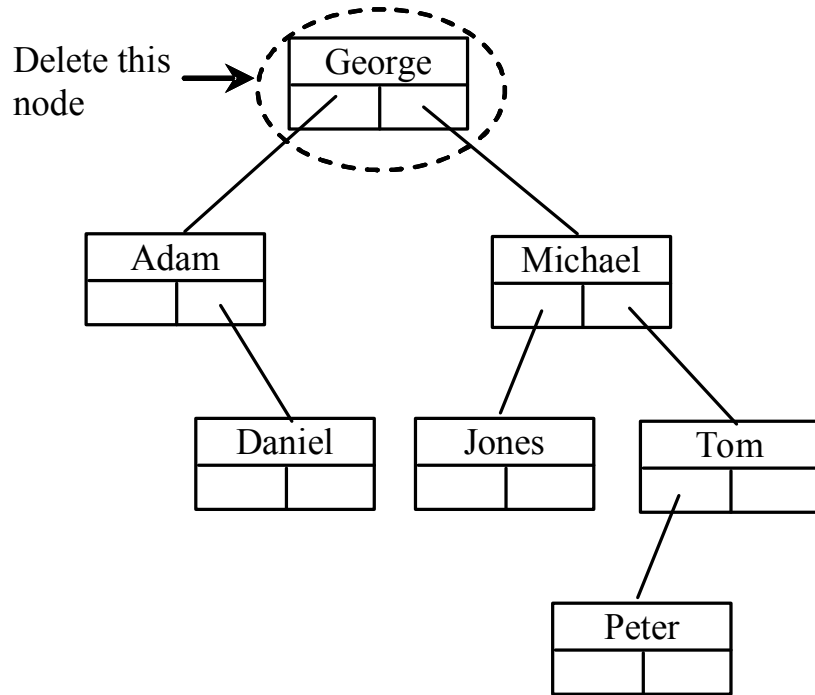 Delete this
node
George
Adam
Michael
Daniel
Jones
Tom
Peter